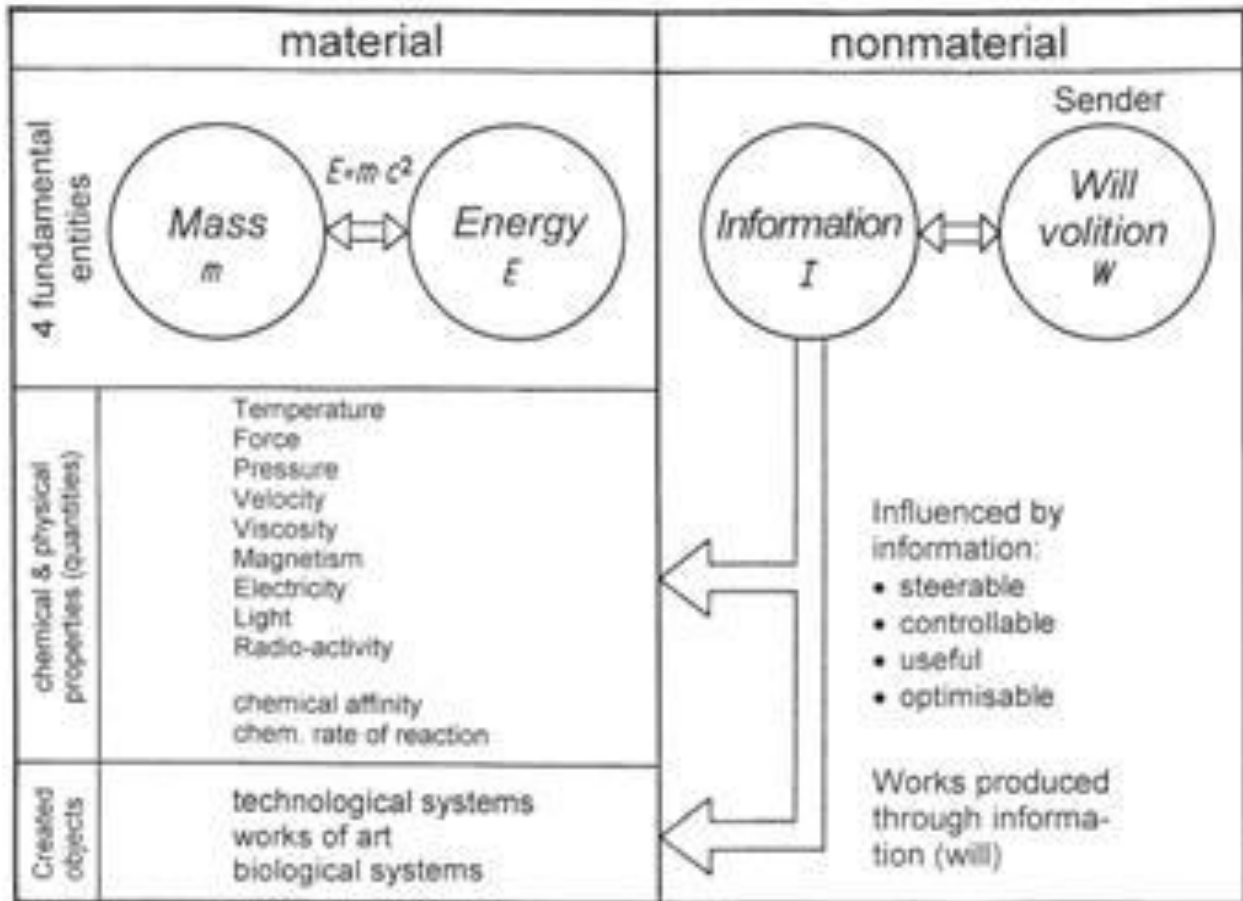 material
nonmaterial
4 fundamental
entities
Mass
m
E=m·c²
Energy
E
Information
I
Sender
Will
volition
W
chemical & physical
properties (quantities)
Temperature
Force
Pressure
Velocity
Viscosity
Magnetism
Electricity
Light
Radio-activity
chemical affinity
chem. rate of reaction
Influenced by
information:
• steerable
• controllable
• useful
• optimisable
Created
objects
technological systems
works of art
biological systems
Works produced
through informa-
tion (will)